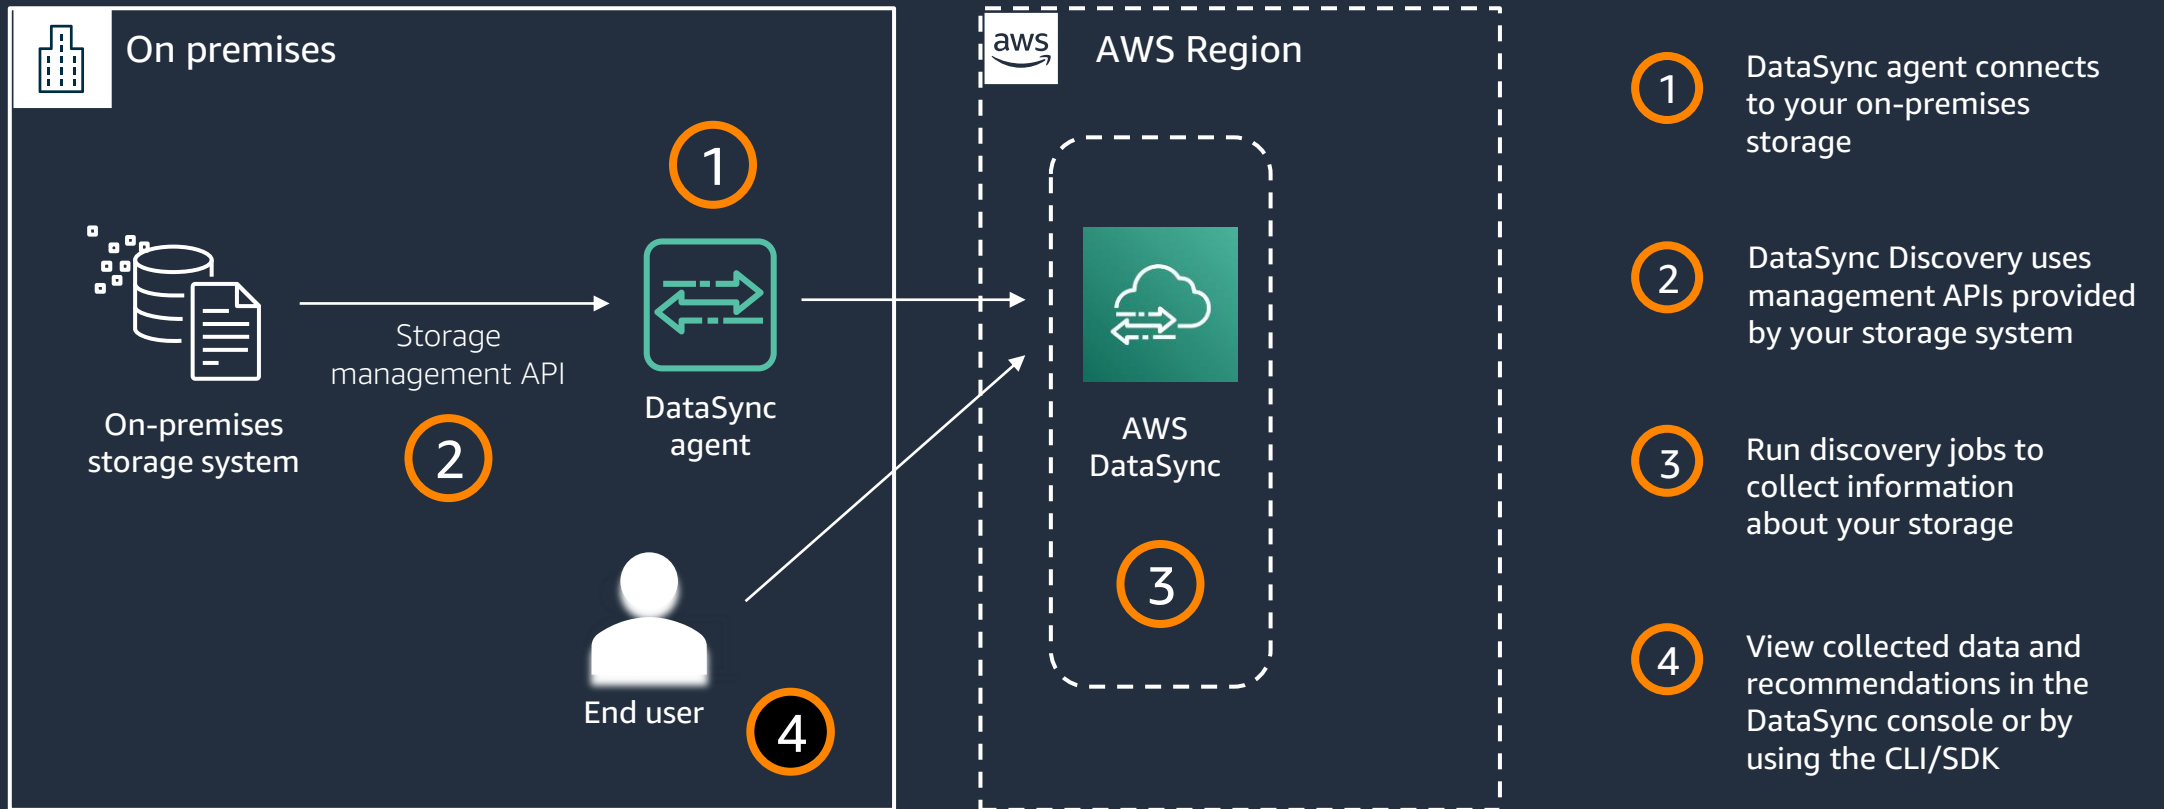 On premises
aws
AWS Region
1
Storage
management API
2
On-premises
storage system
DataSync
agent
AWS
DataSync
3
End user
4
1
DataSync agent connects
to your on-premises
storage
2
DataSync Discovery uses
management APIs provided
by your storage system
3
Run discovery jobs to
collect information
about your storage
4
View collected data and
recommendations in the
DataSync console or by
using the CLI/SDK